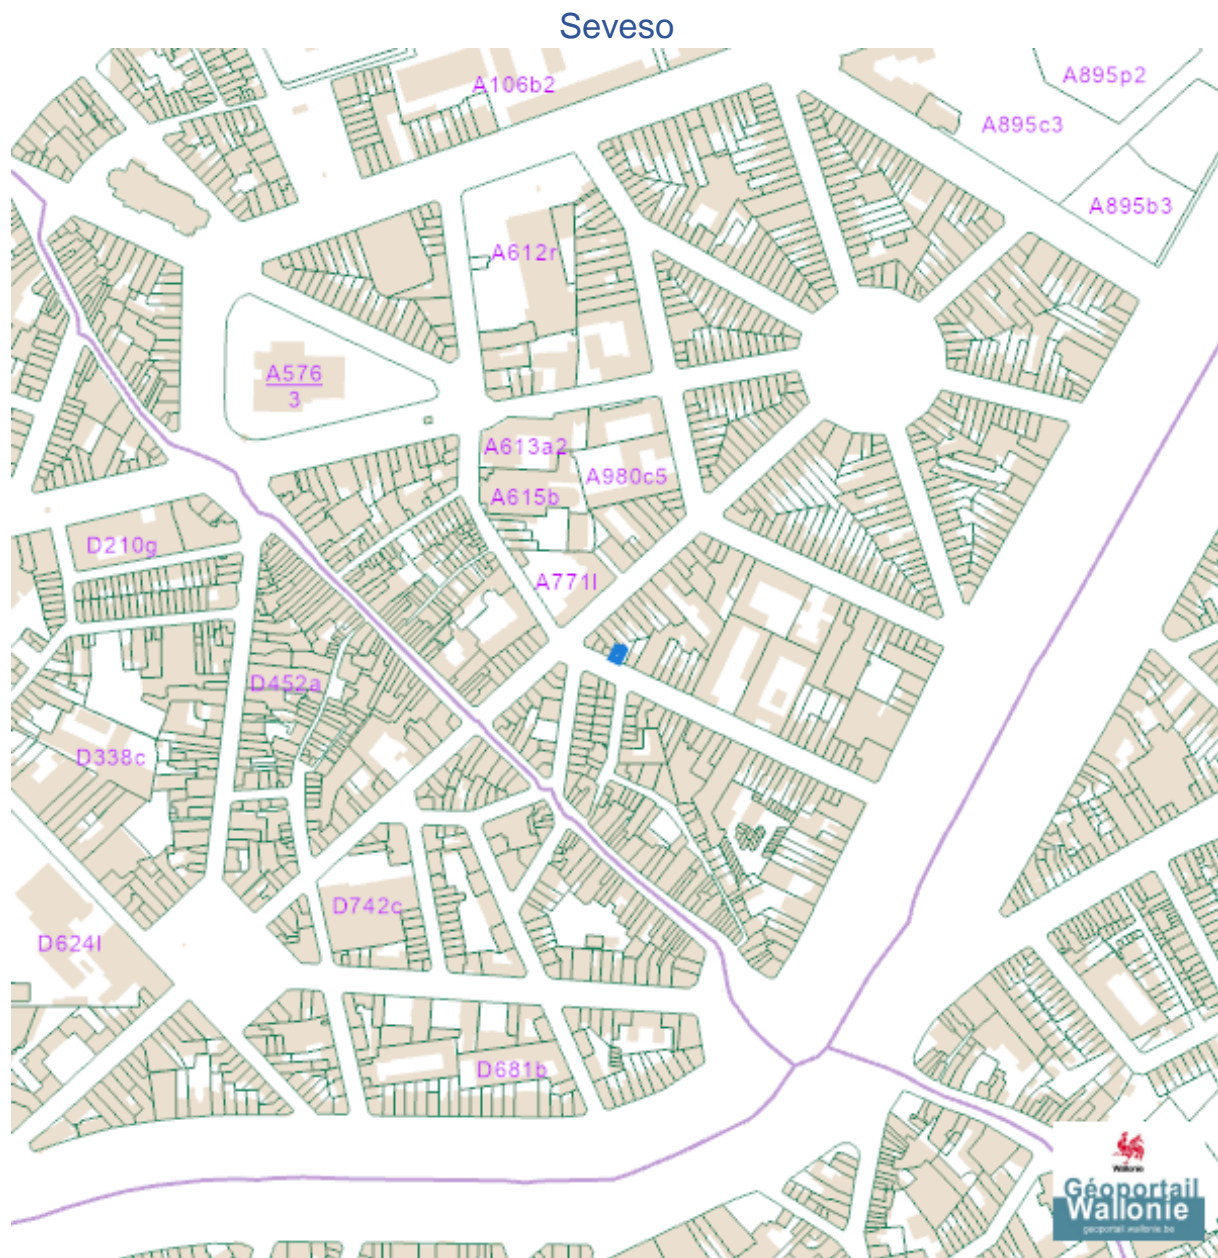 Seveso
A106b2
A895p2
A895c3
A895b3
A612r
A576
3
A613a2
A980c5
A615b
D210g
A771l
D452a
D338c
D742c
D624l
D681b
Wallonie
Géoportail
Wallonie
geoportail.wallonie.be